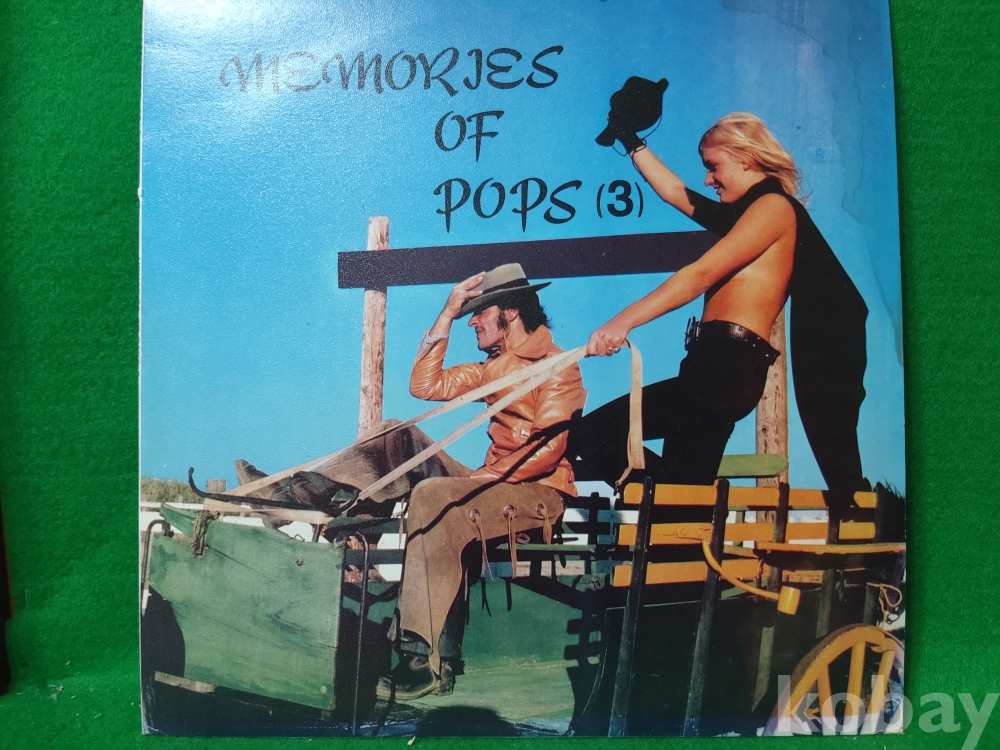 MEMORIES
OF
POPS (3)
kobay